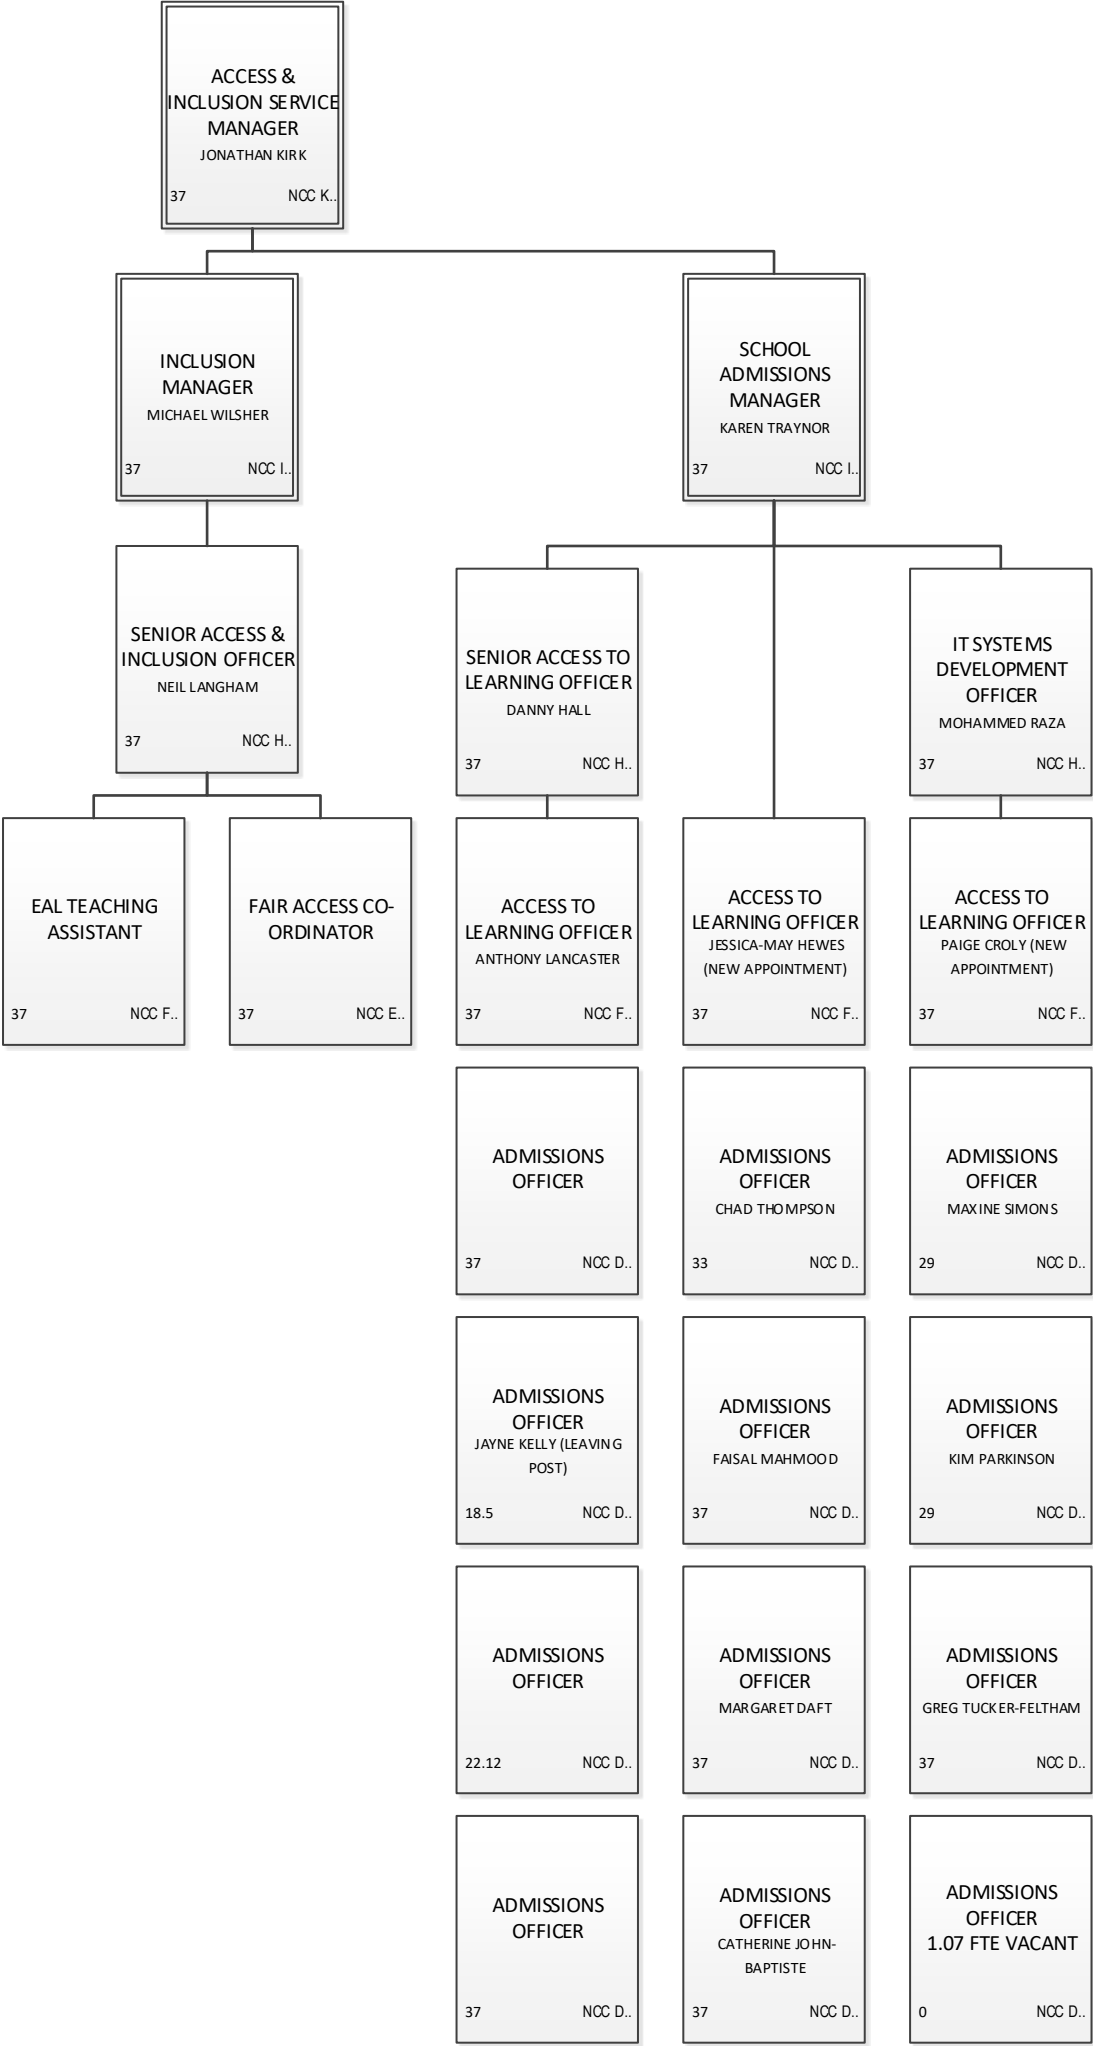 ACCESS &
INCLUSION SERVICE
MANAGER
JONATHAN KIRK
37 NCC K..
INCLUSION
MANAGER
MICHAEL WILSHER
37 NCC I..
SCHOOL
ADMISSIONS
MANAGER
KAREN TRAYNOR
37 NCC I..
SENIOR ACCESS &
INCLUSION OFFICER
NEIL LANGHAM
37 NCC H..
SENIOR ACCESS TO
LEARNING OFFICER
DANNY HALL
37 NCC H..
IT SYSTEMS
DEVELOPMENT
OFFICER
MOHAMMED RAZA
37 NCC H..
EAL TEACHING
ASSISTANT
37 NCC F..
FAIR ACCESS CO-
ORDINATOR
37 NCC E..
ACCESS TO
LEARNING OFFICER
ANTHONY LANCASTER
37 NCC F..
ACCESS TO
LEARNING OFFICER
JESSICA-MAY HEWES
(NEW APPOINTMENT)
37 NCC F..
ACCESS TO
LEARNING OFFICER
PAIGE CROLY (NEW
APPOINTMENT)
37 NCC F..
ADMISSIONS
OFFICER
37 NCC D..
ADMISSIONS
OFFICER
CHAD THOMPSON
33 NCC D..
ADMISSIONS
OFFICER
MAXINE SIMONS
29 NCC D..
ADMISSIONS
OFFICER
JAYNE KELLY (LEAVING
POST)
18.5 NCC D..
ADMISSIONS
OFFICER
FAISAL MAHMOOD
37 NCC D..
ADMISSIONS
OFFICER
KIM PARKINSON
29 NCC D..
ADMISSIONS
OFFICER
22.12 NCC D..
ADMISSIONS
OFFICER
MARGARET DAFT
37 NCC D..
ADMISSIONS
OFFICER
GREG TUCKER-FELTHAM
37 NCC D..
ADMISSIONS
OFFICER
37 NCC D..
ADMISSIONS
OFFICER
CATHERINE JOHN-
BAPTISTE
37 NCC D..
ADMISSIONS
OFFICER
1.07 FTE VACANT
0 NCC D..